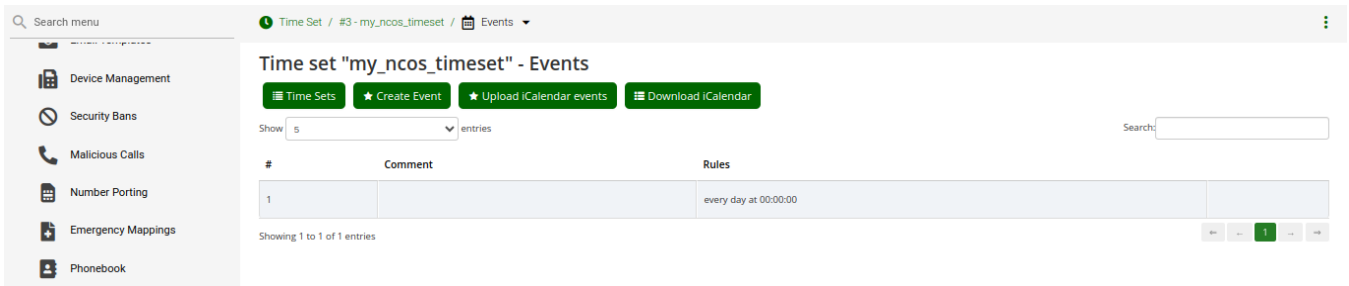 Search menu
Time Set / #3 - my_ncos_timeset / Events
Email Templates
Device Management
Security Bans
Malicious Calls
Number Porting
Emergency Mappings
Phonebook
Time set "my_ncos_timeset" - Events
Time Sets
Create Event
Upload iCalendar events
Download iCalendar
Show 5 entries
Search:
# Comment Rules
1 every day at 00:00:00
Showing 1 to 1 of 1 entries
⇐ ← 1 → ⇒